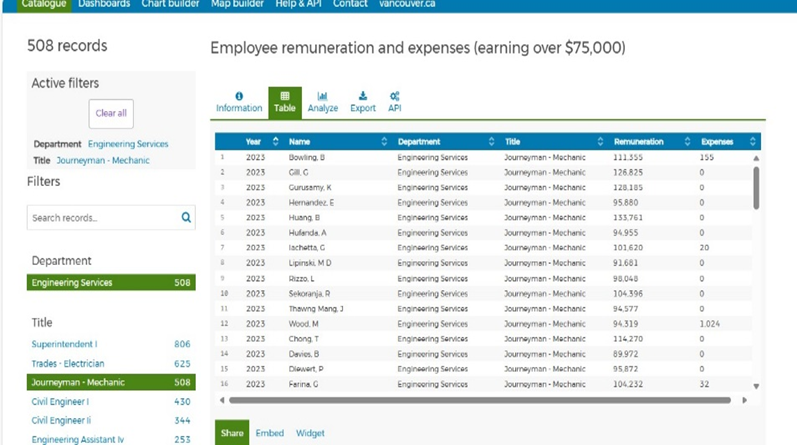 Catalogue Dashboards Chart builder Map builder Help & API Contact vancouver.ca
508 records
Employee remuneration and expenses (earning over $75,000)
Active filters
Clear all
Department Engineering Services
Title Journeyman - Mechanic
Filters
Search records...
Department
Engineering Services 508
Title
Superintendent I 806
Trades - Electrician 625
Journeyman - Mechanic 508
Civil Engineer I 430
Civil Engineer Ii 344
Engineering Assistant Iv 253
Information Table Analyze Export API
Year Name Department Title Remuneration Expenses
1 2023 Bowling, B Engineering Services Journeyman - Mechanic 111,355 155
2 2023 Gill, G Engineering Services Journeyman - Mechanic 126,825 0
3 2023 Gurusamy, K Engineering Services Journeyman - Mechanic 128,185 0
4 2023 Hernandez, E Engineering Services Journeyman - Mechanic 95,880 0
5 2023 Huang, B Engineering Services Journeyman - Mechanic 133,761 0
6 2023 Hufanda, A Engineering Services Journeyman - Mechanic 94,955 0
7 2023 Iachetta, G Engineering Services Journeyman - Mechanic 101,620 20
8 2023 Lipinski, M D Engineering Services Journeyman - Mechanic 91,681 0
9 2023 Rizzo, L Engineering Services Journeyman - Mechanic 98,048 0
10 2023 Sekoranja, R Engineering Services Journeyman - Mechanic 104,396 0
11 2023 Thawng Mang, J Engineering Services Journeyman - Mechanic 94,577 0
12 2023 Wood, M Engineering Services Journeyman - Mechanic 94,319 1,024
13 2023 Chong, T Engineering Services Journeyman - Mechanic 114,270 0
14 2023 Davies, B Engineering Services Journeyman - Mechanic 89,972 0
15 2023 Diewert, P Engineering Services Journeyman - Mechanic 95,872 0
16 2023 Farina, G Engineering Services Journeyman - Mechanic 104,232 32
Share Embed Widget